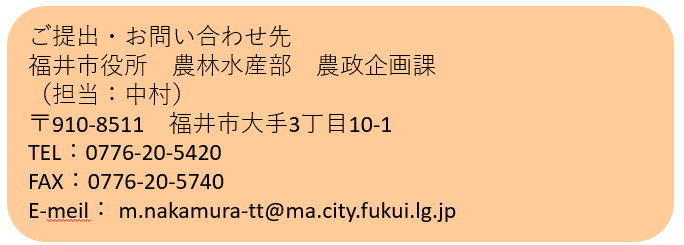 ご提出・お問い合わせ先
福井市役所　農林水産部　農政企画課
（担当：中村）
〒910-8511　福井市大手3丁目10-1
TEL：0776-20-5420
FAX：0776-20-5740
E-meil： m.nakamura-tt@ma.city.fukui.lg.jp